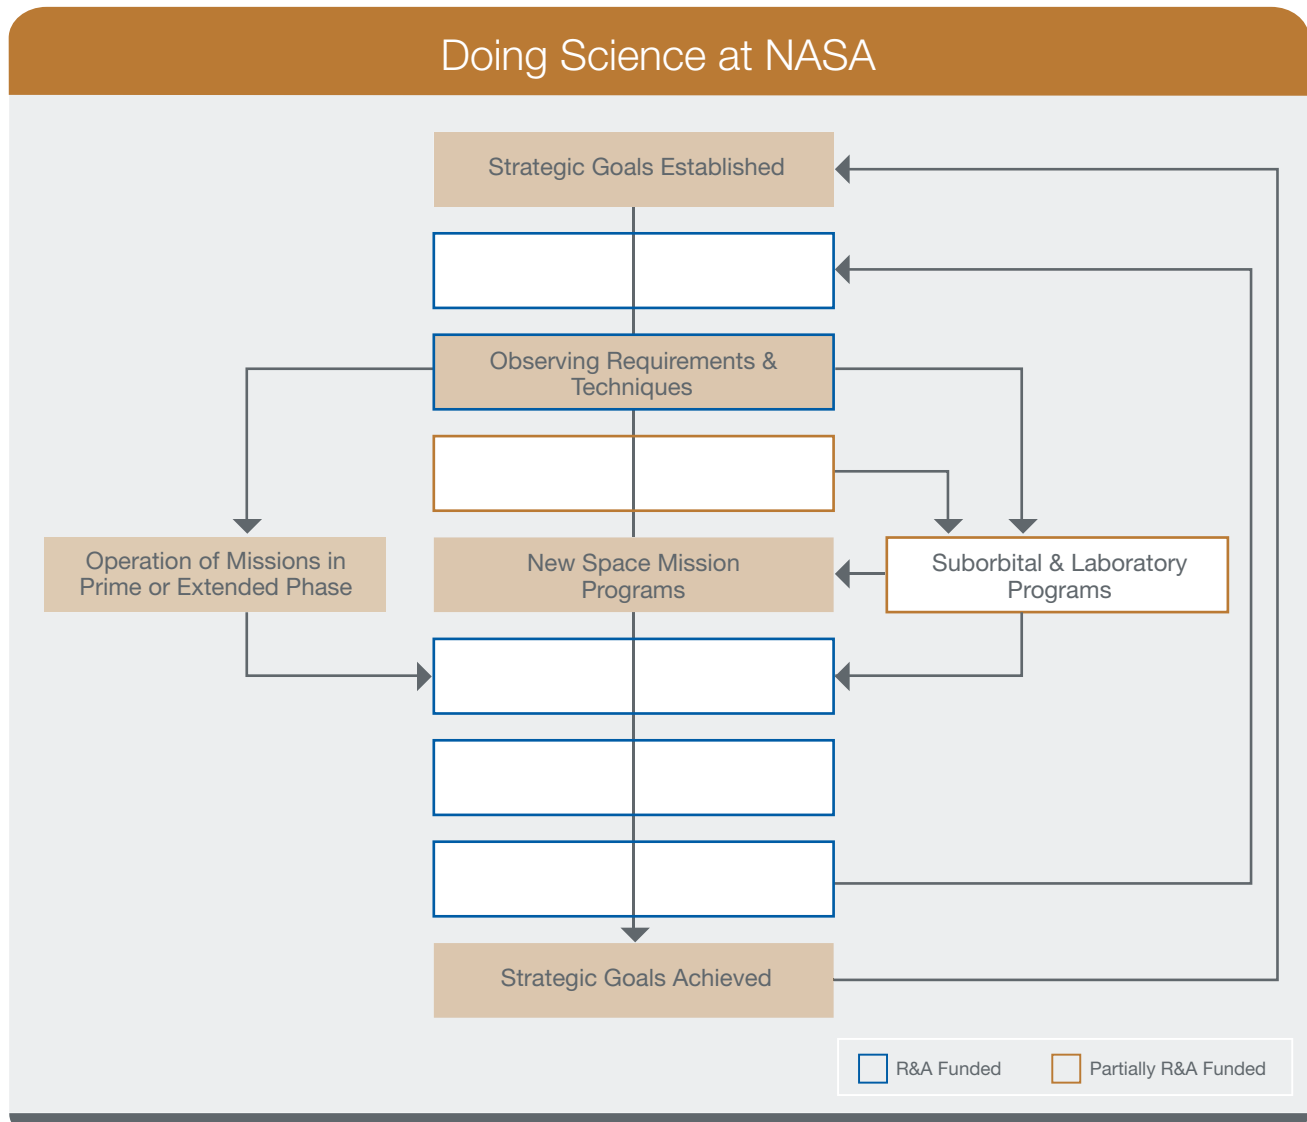 Doing Science at NASA
Strategic Goals Established
Observing Requirements &
Techniques
Operation of Missions in
Prime or Extended Phase
New Space Mission
Programs
Suborbital & Laboratory
Programs
Strategic Goals Achieved
R&A Funded
Partially R&A Funded